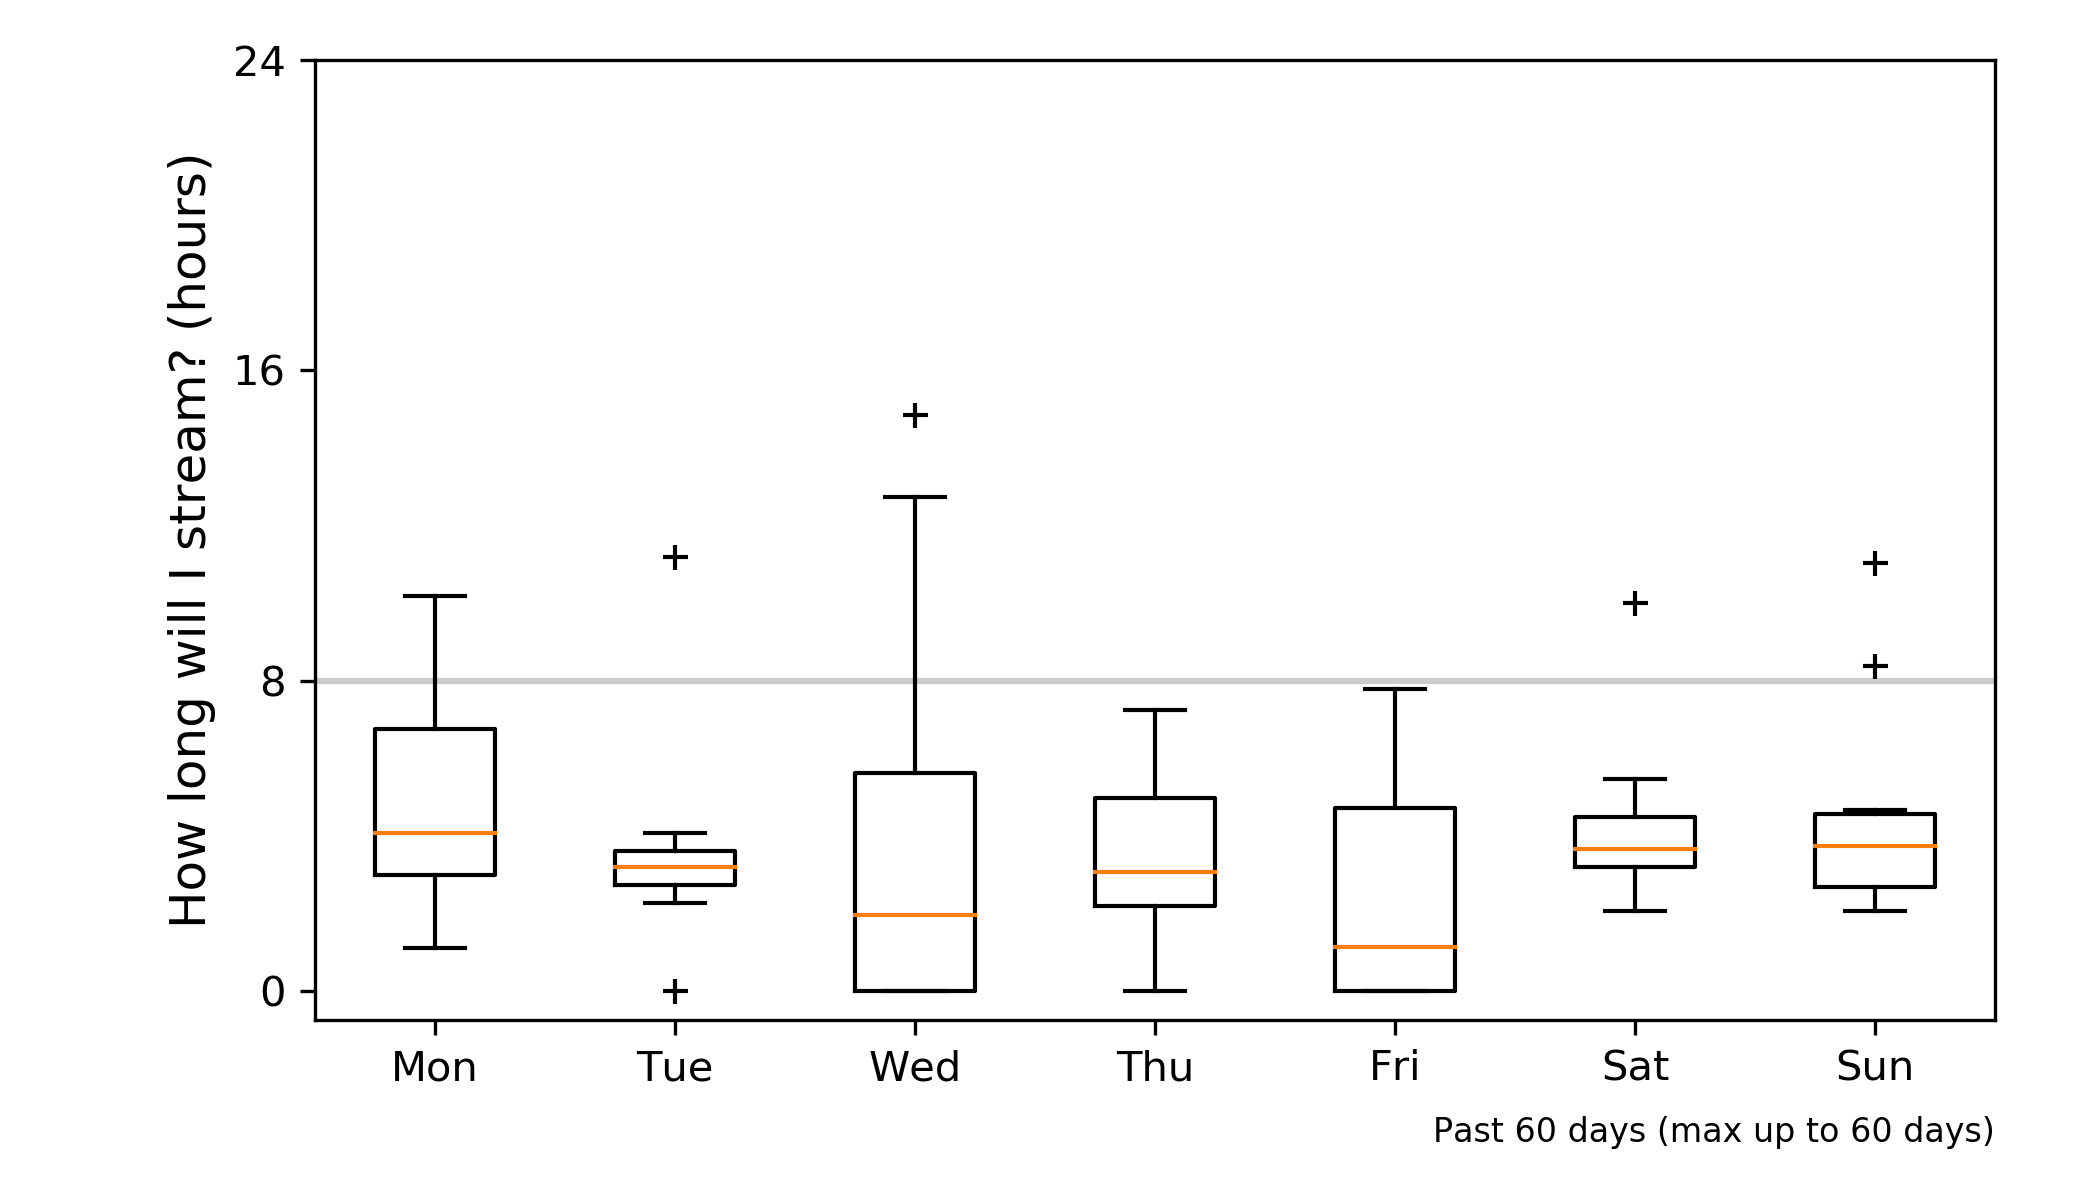 How long will I stream? (hours)
24
16
8
0
Mon Tue Wed Thu Fri Sat Sun
Past 60 days (max up to 60 days)